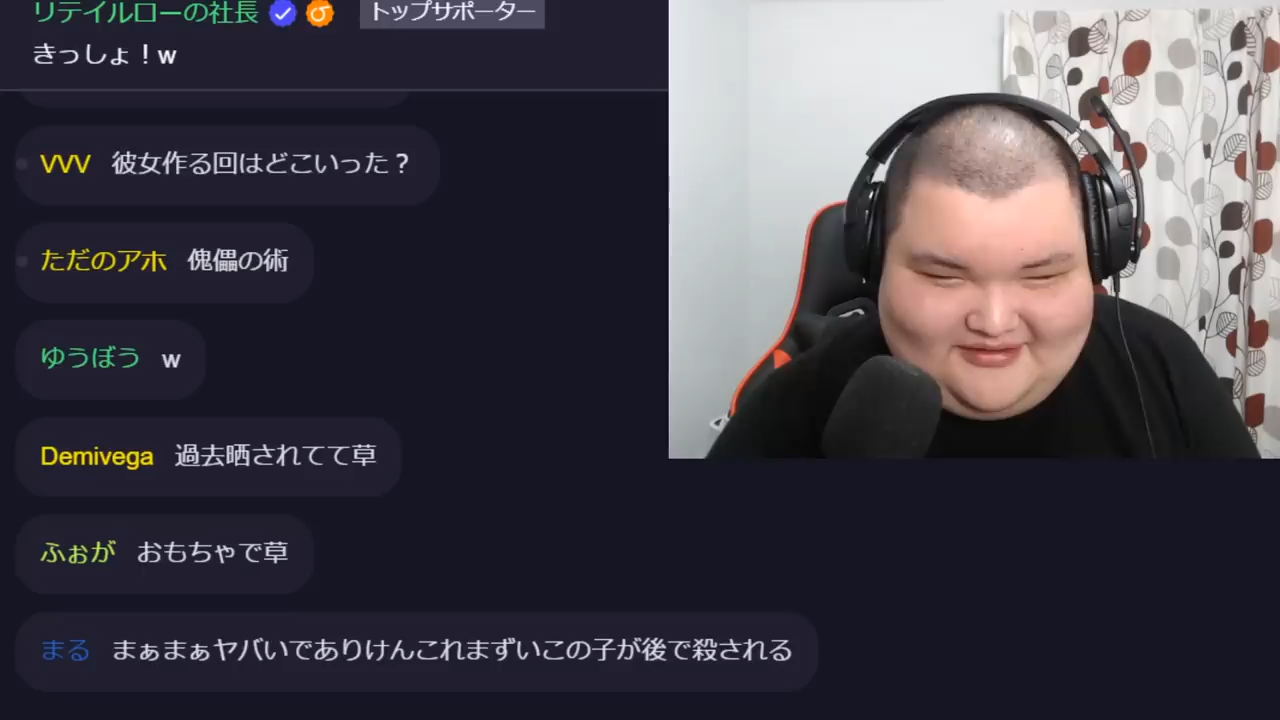 リテイルローの社長 トップサポーター
きっしょ！w
VVV 彼女作る回はどこいった？
ただのアホ 傀儡の術
ゆうぼう w
Demivega 過去晒されてて草
ふぉが おもちゃで草
まる まぁまぁヤバいでありけんこれまずいこの子が後で殺される